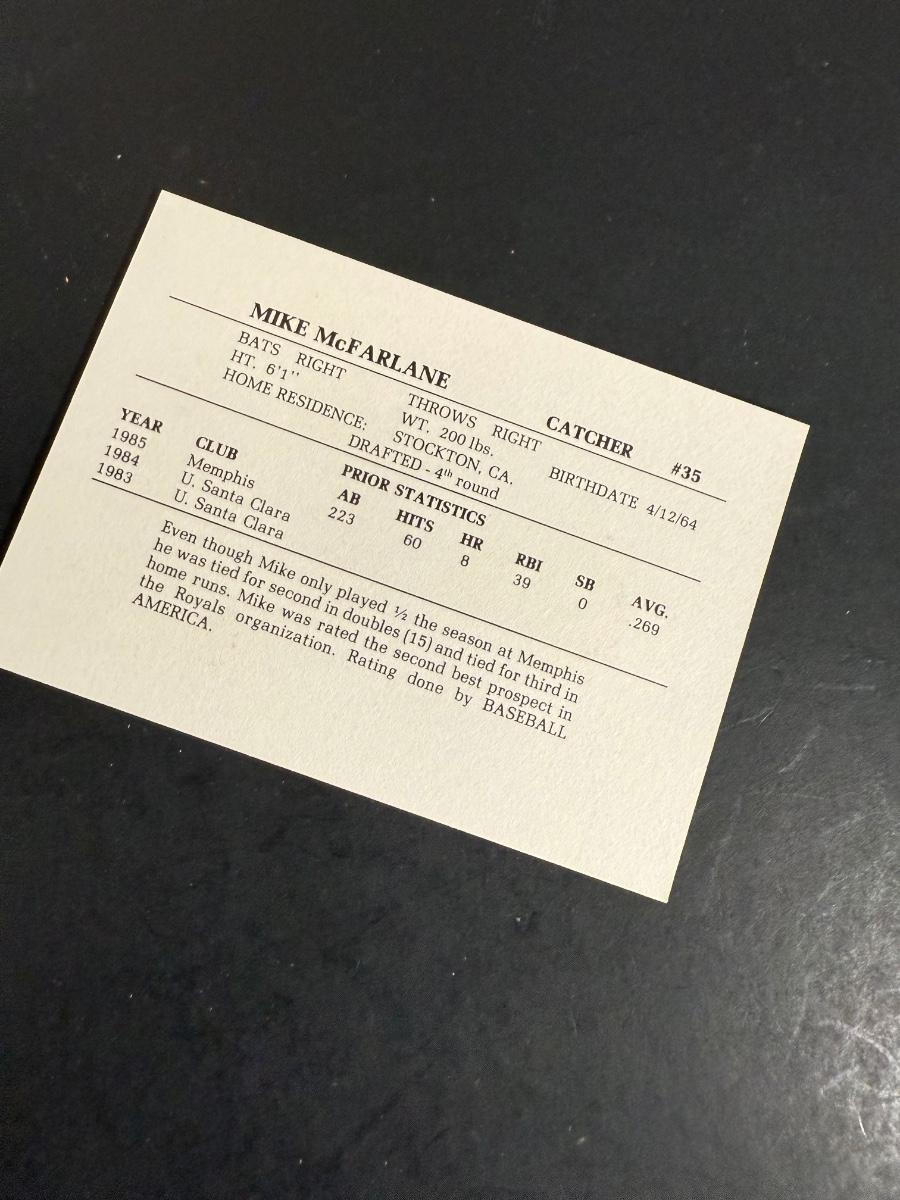 MIKE McFARLANE CATCHER #35
BATS RIGHT THROWS RIGHT BIRTHDATE 4/12/64
HT. 6'1'' WT. 200 lbs.
HOME RESIDENCE: STOCKTON, CA.
DRAFTED - 4th round
PRIOR STATISTICS
YEAR CLUB AB HITS HR RBI SB AVG.
1985 Memphis 223 60 8 39 0 .269
1984 U. Santa Clara
1983 U. Santa Clara
Even though Mike only played ½ the season at Memphis
he was tied for second in doubles (15) and tied for third in
home runs. Mike was rated the second best prospect in
the Royals organization. Rating done by BASEBALL
AMERICA.